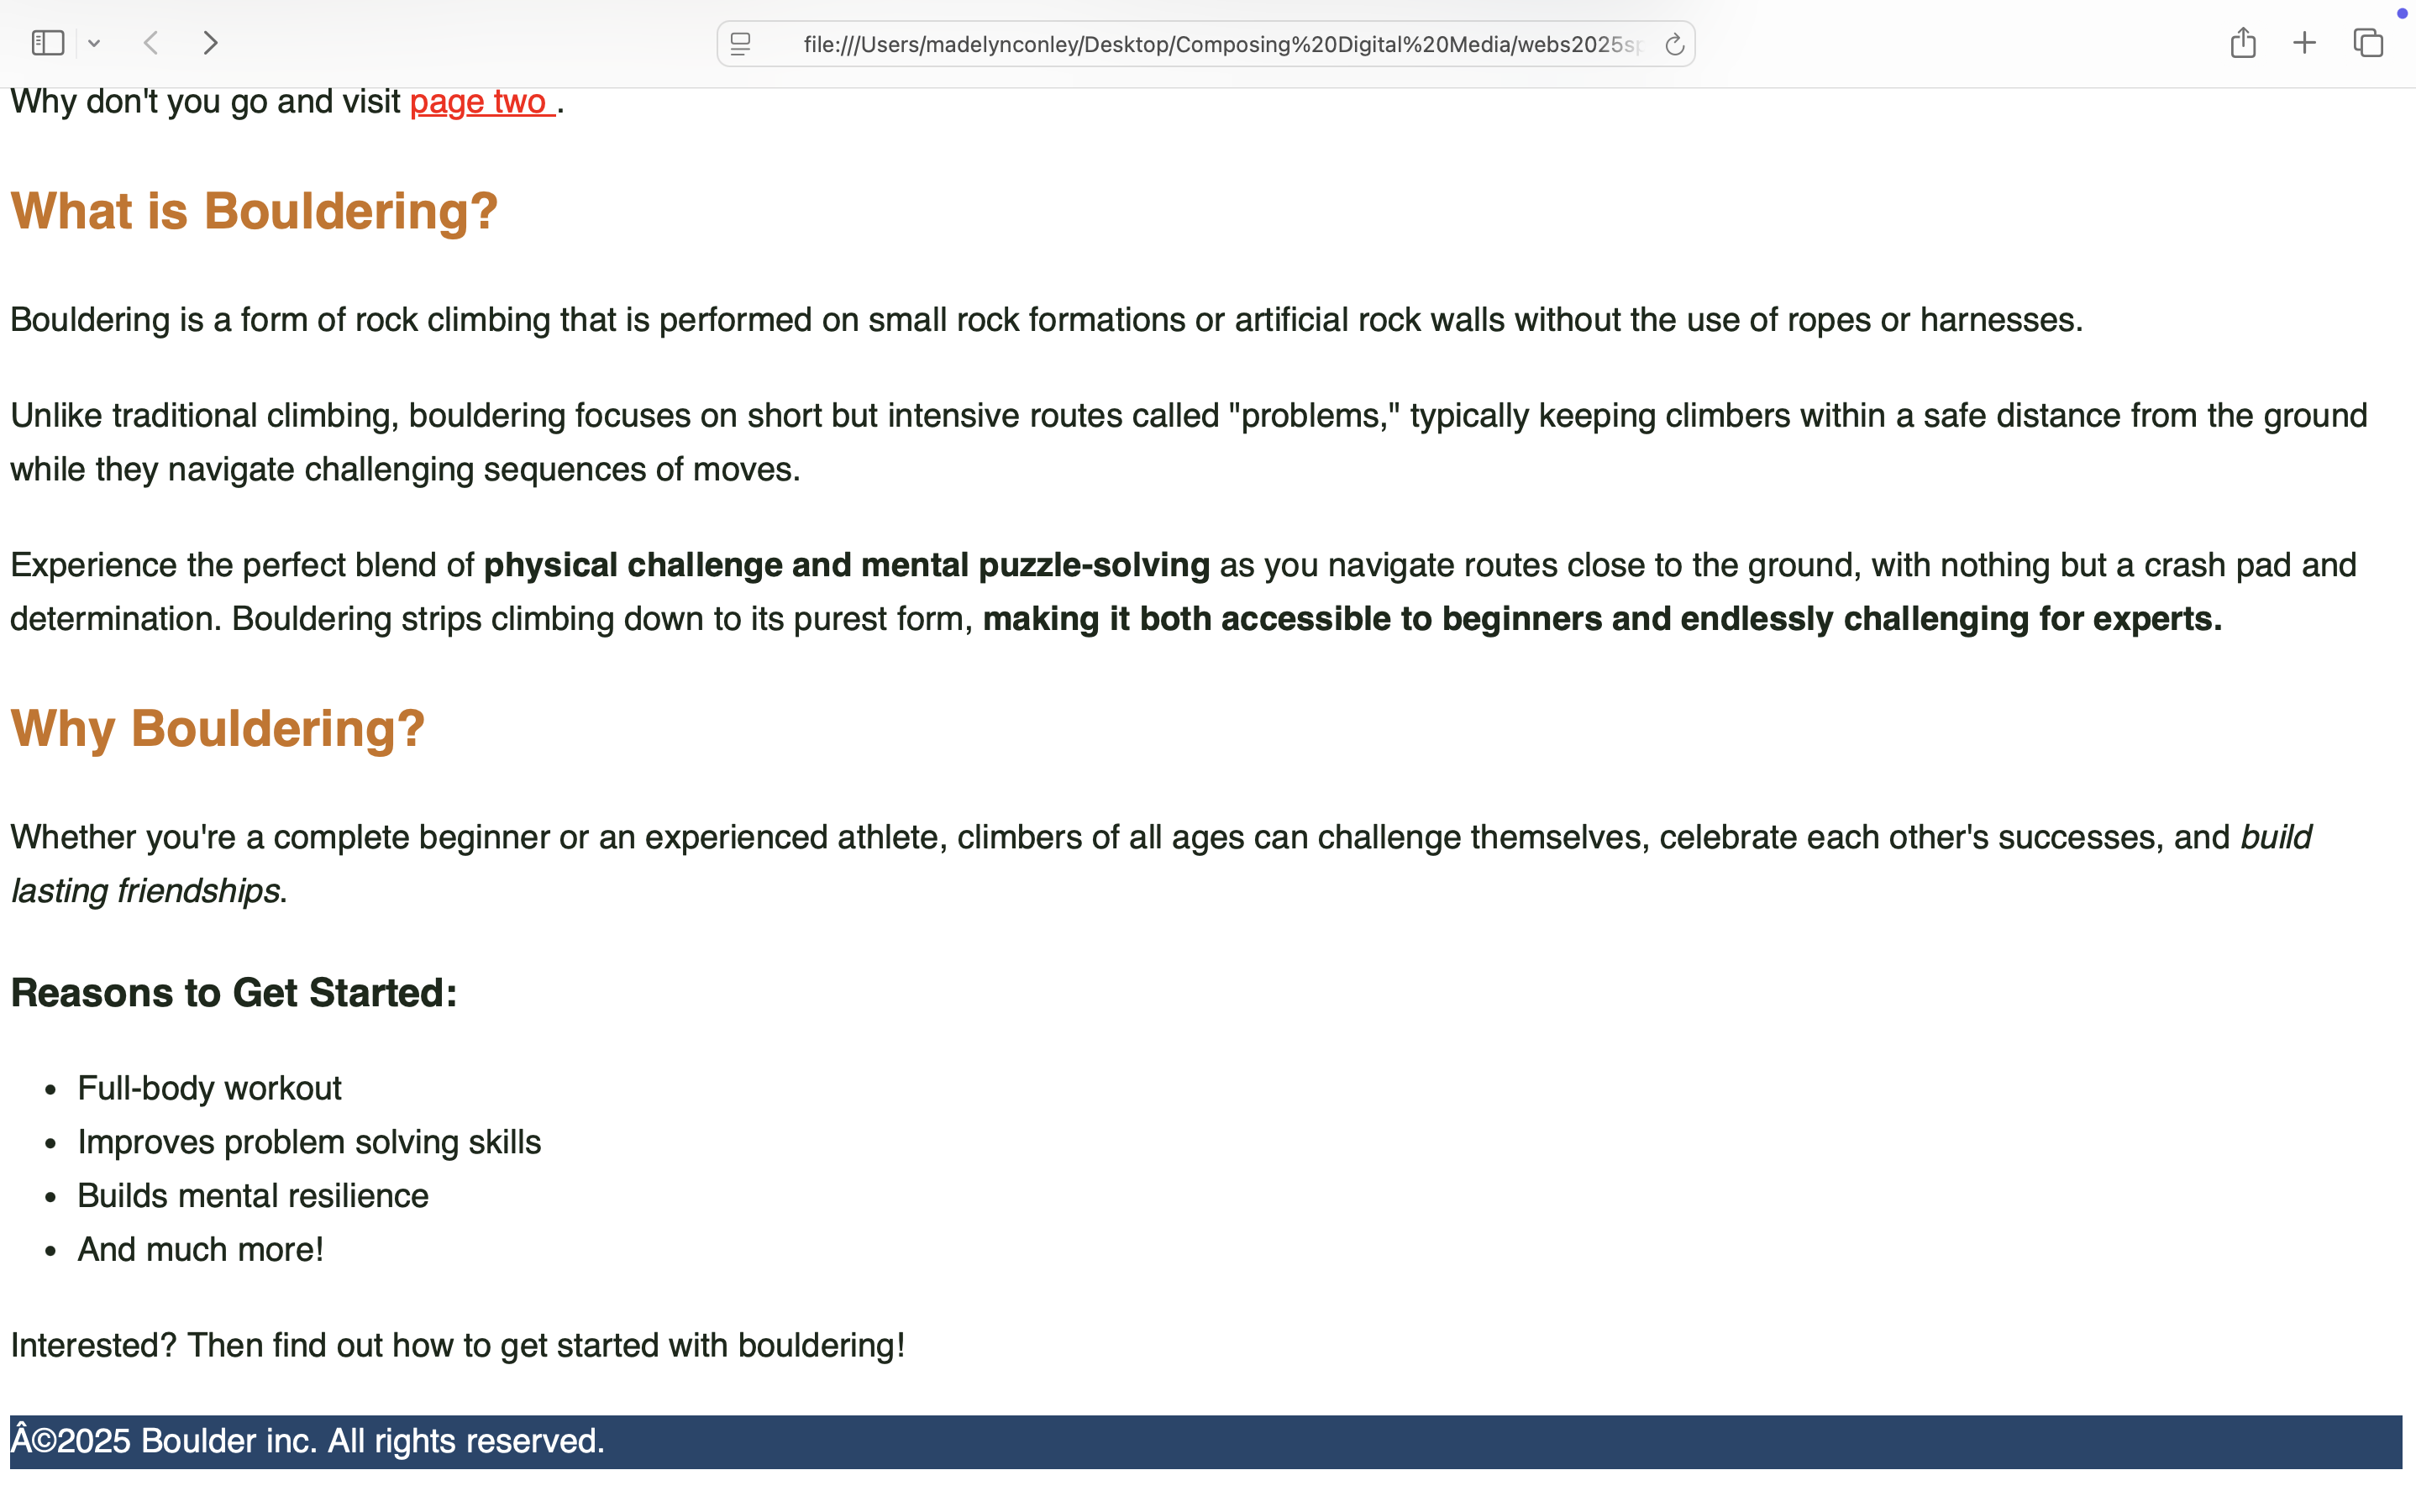 file:///Users/madelynconley/Desktop/Composing%20Digital%20Media/webs2025s
Why don't you go and visit page two .
What is Bouldering?
Bouldering is a form of rock climbing that is performed on small rock formations or artificial rock walls without the use of ropes or harnesses.
Unlike traditional climbing, bouldering focuses on short but intensive routes called "problems," typically keeping climbers within a safe distance from the ground
while they navigate challenging sequences of moves.
Experience the perfect blend of physical challenge and mental puzzle-solving as you navigate routes close to the ground, with nothing but a crash pad and
determination. Bouldering strips climbing down to its purest form, making it both accessible to beginners and endlessly challenging for experts.
Why Bouldering?
Whether you're a complete beginner or an experienced athlete, climbers of all ages can challenge themselves, celebrate each other's successes, and build
lasting friendships.
Reasons to Get Started:
• Full-body workout
• Improves problem solving skills
• Builds mental resilience
• And much more!
Interested? Then find out how to get started with bouldering!
Â©2025 Boulder inc. All rights reserved.